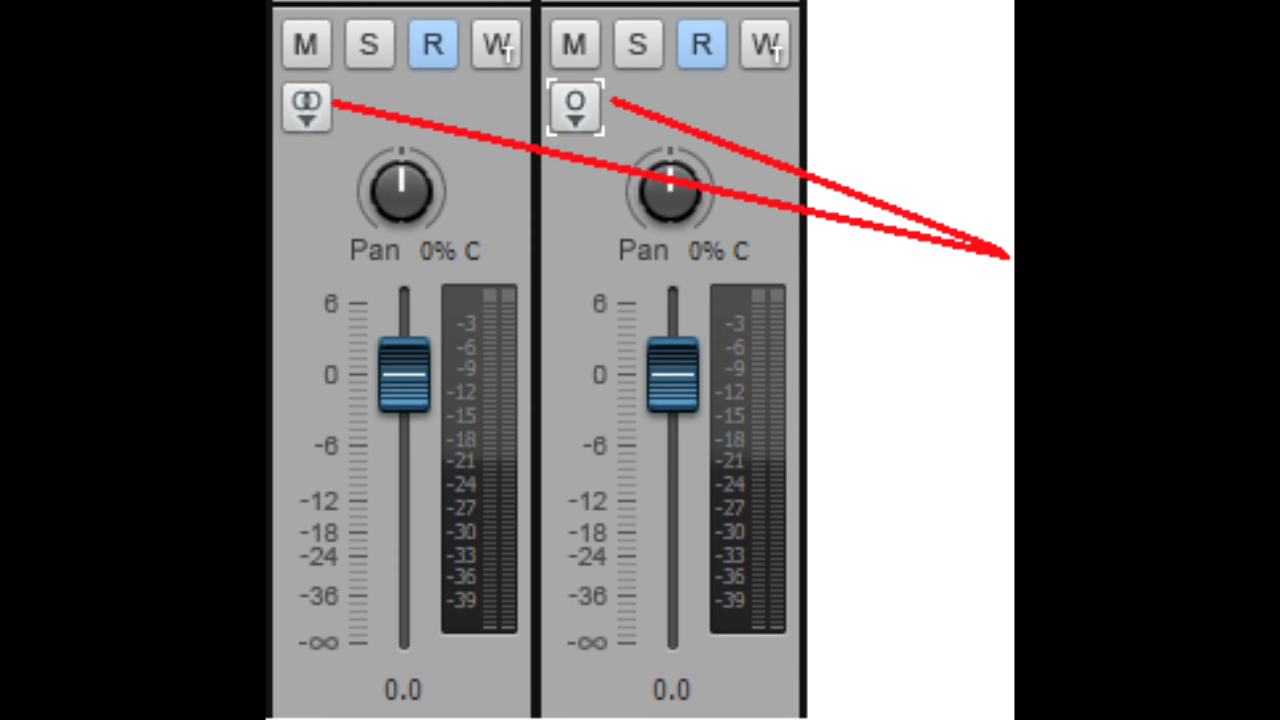 M S R W T M S R W T
O
Pan 0% C Pan 0% C
6 6
-3 -3
-6 -6
0 -9 0 -9
-12 -12
-15 -15
-6 -18 -6 -18
-21 -21
-24 -24
-12 -27 -12 -27
-18 -30 -18 -30
-24 -33 -24 -33
-36 -36 -36 -36
-39 -39
-∞ -∞
0.0 0.0